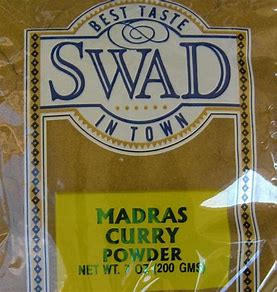 BEST TASTE
SWAD
IN TOWN
MADRAS
CURRY
POWDER
NET WT. 7 OZ (200 GMS)